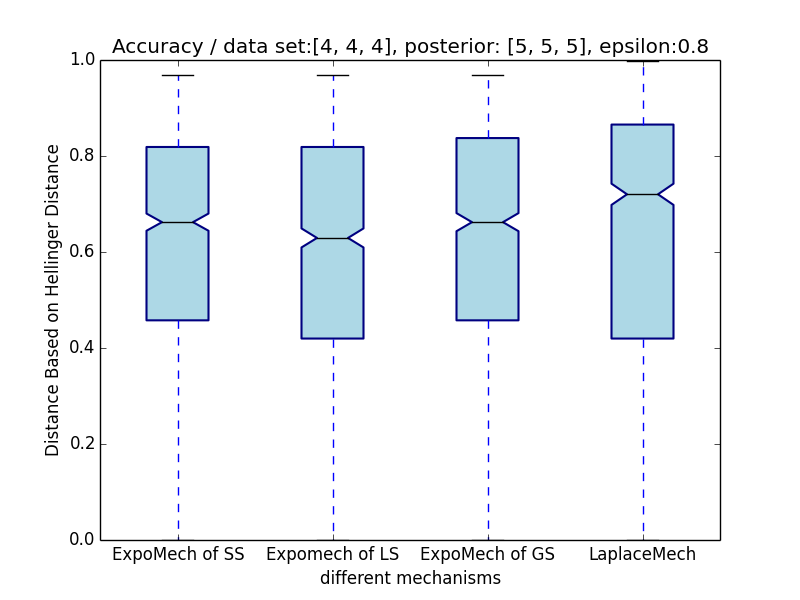 Accuracy / data set:[4, 4, 4], posterior: [5, 5, 5], epsilon:0.8
1.0
0.8
0.6
0.4
0.2
0.0
Distance Based on Hellinger Distance
ExpoMech of SS Expomech of LS ExpoMech of GS LaplaceMech
different mechanisms